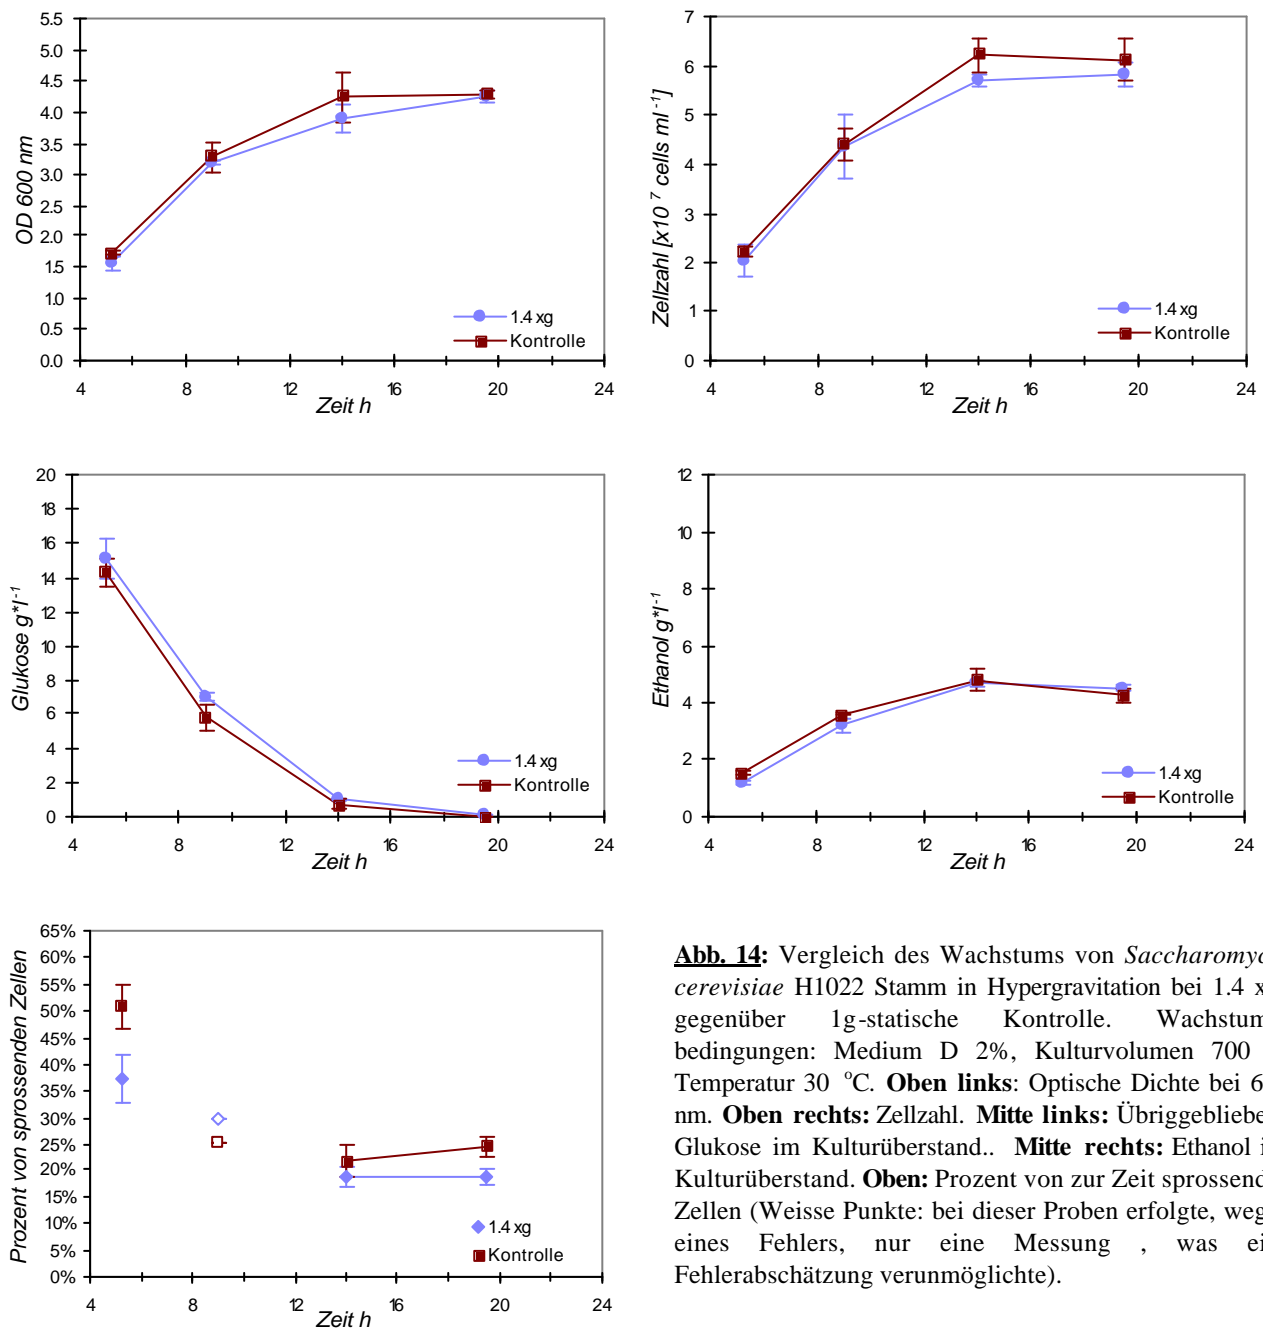 5.5
5.0
4.5
4.0
3.5
3.0
2.5
2.0
1.5
1.0
0.5
0.0
OD 600 nm
1.4 xg
Kontrolle
4 8 12 16 20 24
Zeit h
7
6
5
4
3
2
1
0
Zellzahl [x10 7 cells ml -1]
1.4 xg
Kontrolle
4 8 12 16 20 24
Zeit h
20
18
16
14
12
10
8
6
4
2
0
Glukose g*l-1
1.4 xg
Kontrolle
4 8 12 16 20 24
Zeit h
12
10
8
6
4
2
0
Ethanol g*l-1
1.4 xg
Kontrolle
4 8 12 16 20 24
Zeit h
65%
60%
55%
50%
45%
40%
35%
30%
25%
20%
15%
10%
5%
0%
Prozent von sprossenden Zellen
1.4 xg
Kontrolle
4 8 12 16 20 24
Zeit h
Abb. 14: Vergleich des Wachstums von
cerevisiae H1022 Stamm in Hypergravitation bei 1.4
gegenüber 1g-statische Kontrolle.
bedingungen: Medium D 2%, Kulturvolumen 700
Temperatur 30 °C. Oben links: Optische Dichte bei
nm. Oben rechts: Zellzahl. Mitte links:
Glukose im Kulturüberstand.. Mitte rechts: Ethanol
Kulturüberstand. Oben: Prozent von zur Zeit
Zellen (Weisse Punkte: bei dieser Proben erfolgte,
eines Fehlers, nur eine Messung , was
Fehlerabschätzung verunmöglichte).